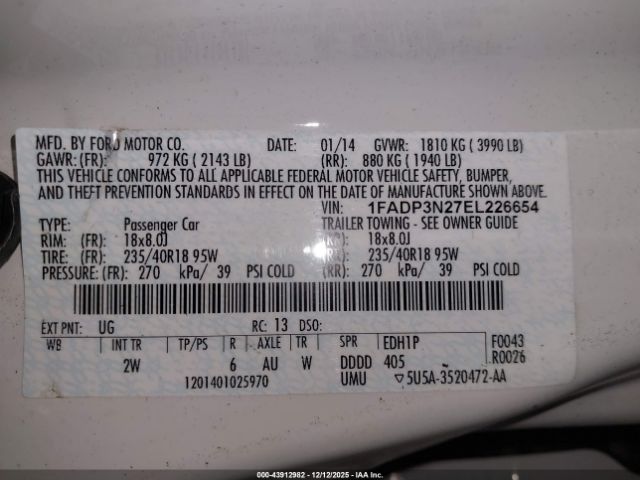 MFD. BY FORD MOTOR CO. DATE: 01/14 GVWR: 1810 KG ( 3990 LB)
GAWR: (FR): 972 KG ( 2143 LB) (RR): 880 KG ( 1940 LB)
THIS VEHICLE CONFORMS TO ALL APPLICABLE FEDERAL MOTOR VEHICLE SAFETY, BUMPER,
AND THEFT PREVENTION STANDARDS IN EFFECT ON THE DATE OF MANUFACTURE SHOWN ABOVE.
VIN: 1FADP3N27EL226654
TYPE: Passenger Car TRAILER TOWING - SEE OWNER GUIDE
RIM: (FR): 18x8.0J 18x8.0J
TIRE: (FR): 235/40R18 95W 235/40R18 95W
PRESSURE: (FR): 270 kPa/ 39 PSI COLD (RR): 270 kPa/ 39 PSI COLD
EXT PNT: UG RC: 13 DSO:
WB INT TR TP/PS R AXLE TR SPR EDH1P F0043
2W 6 AU W DDDD 405 R0026
1201401025970 UMU ▽5U5A-3520472-AA
000-43912982 | 12/12/2025 - IAA Inc.